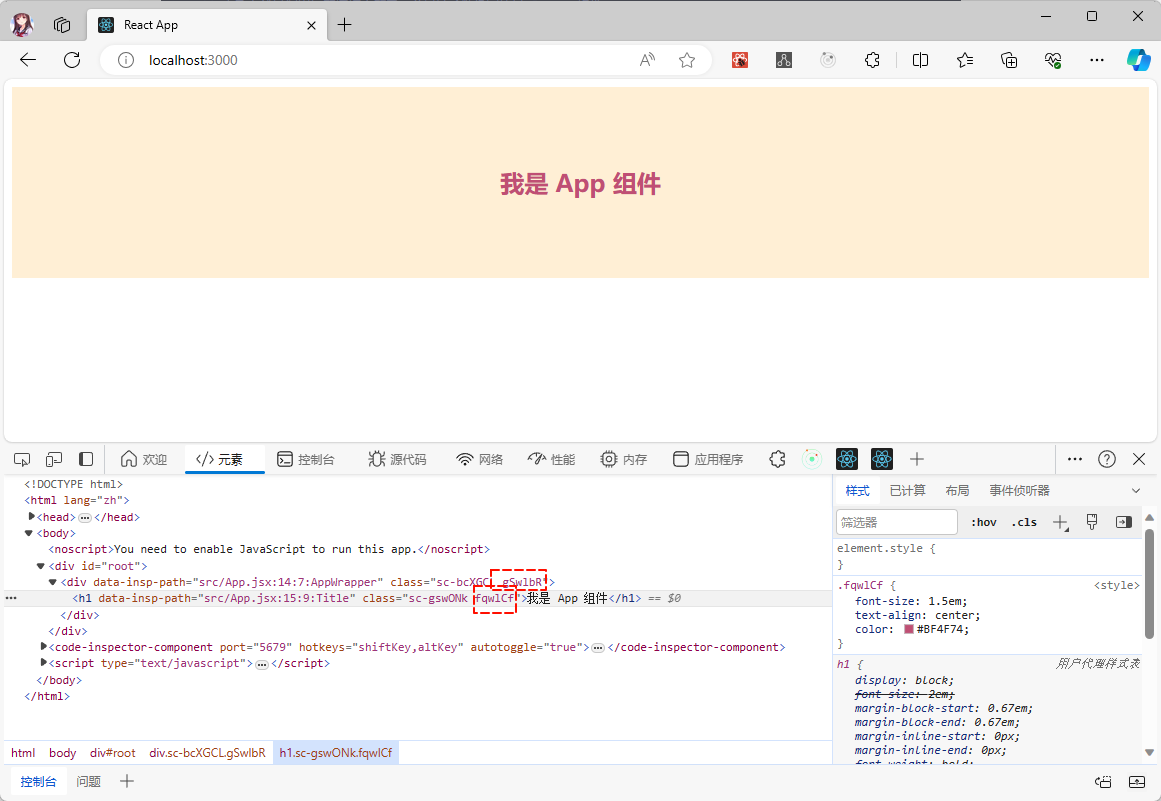 React App
localhost:3000
我是 App 组件
欢迎
元素
控制台
源代码
网络
性能
内存
应用程序
<!DOCTYPE html>
<html lang="zh">
<head> ⋯ </head>
<body>
<noscript>You need to enable JavaScript to run this app.</noscript>
<div id="root">
<div data-insp-path="src/App.jsx:14:7:AppWrapper" class="sc-bcXGCL gSwlbR">
<h1 data-insp-path="src/App.jsx:15:9:Title" class="sc-gswONk fqwlCf">我是 App 组件</h1> == $0
</div>
</div>
<code-inspector-component port="5679" hotkeys="shiftKey,altKey" autotoggle="true"> ⋯ </code-inspector-component>
<script type="text/javascript"> ⋯ </script>
</body>
</html>
html body div#root div.sc-bcXGCL.gSwlbR h1.sc-gswONk.fqwlCf
样式 已计算 布局 事件侦听器
筛选器 :hov .cls
element.style {
}
.fqwlCf { <style>
font-size: 1.5em;
text-align: center;
color: #BF4F74;
}
h1 { 用户代理样式表
display: block;
font-size: 2em;
margin-block-start: 0.67em;
margin-block-end: 0.67em;
margin-inline-start: 0px;
margin-inline-end: 0px;
font-weight: bold;
控制台 问题